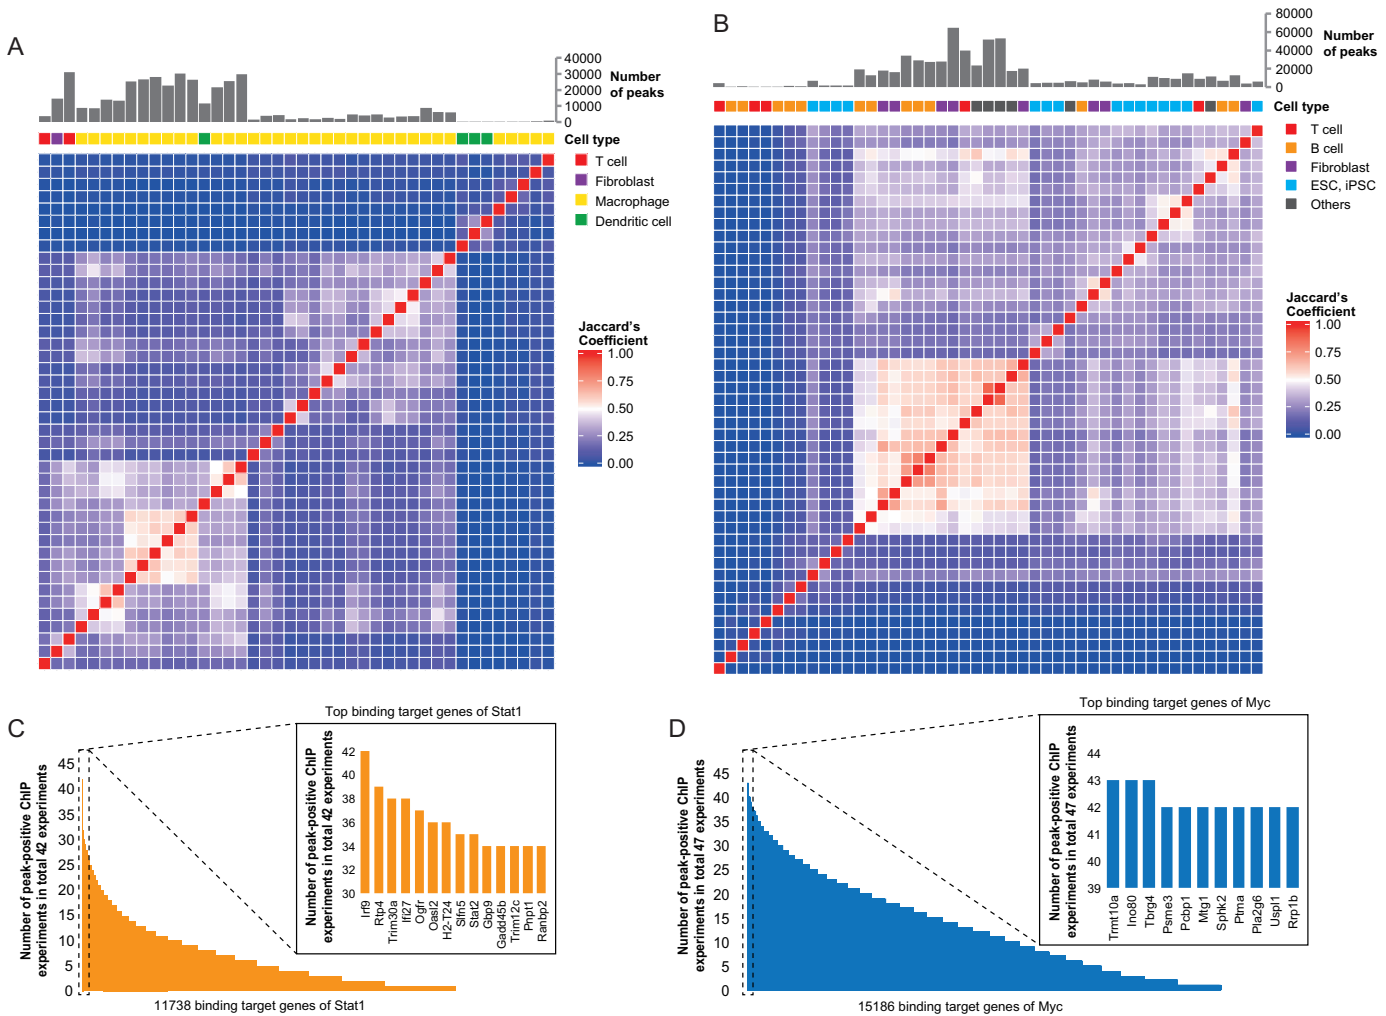 A
40000
30000
20000
10000
0
Number
of peaks
Cell type
T cell
Fibroblast
Macrophage
Dendritic cell
Jaccard's
Coefficient
1.00
0.75
0.50
0.25
0.00
B
80000
60000
40000
20000
0
Number
of peaks
Cell type
T cell
B cell
Fibroblast
ESC, iPSC
Others
Jaccard's
Coefficient
1.00
0.75
0.50
0.25
0.00
C
Number of peak-positive ChIP
experiments in total 42 experiments
45
40
35
30
25
20
15
10
5
0
11738 binding target genes of Stat1
Top binding target genes of Stat1
Number of peak-positive ChIP
experiments in total 42 experiments
42
40
38
36
34
32
30
Irf9
Rtp4
Trim30a
Ifi27
Ogfr
Oasl2
H2-T24
Slfn5
Stat2
Gbp9
Gadd45b
Trim12c
Pnpt1
Ranbp2
D
Number of peak-positive ChIP
experiments in total 47 experiments
45
40
35
30
25
20
15
10
5
0
15186 binding target genes of Myc
Top binding target genes of Myc
Number of peak-positive ChIP
experiments in total 47 experiments
44
43
42
41
40
39
Trmt10a
Ino80
Tbrg4
Psme3
Pcbp1
Mtg1
Sphk2
Ptma
Pla2g6
Uspl1
Rrp1b